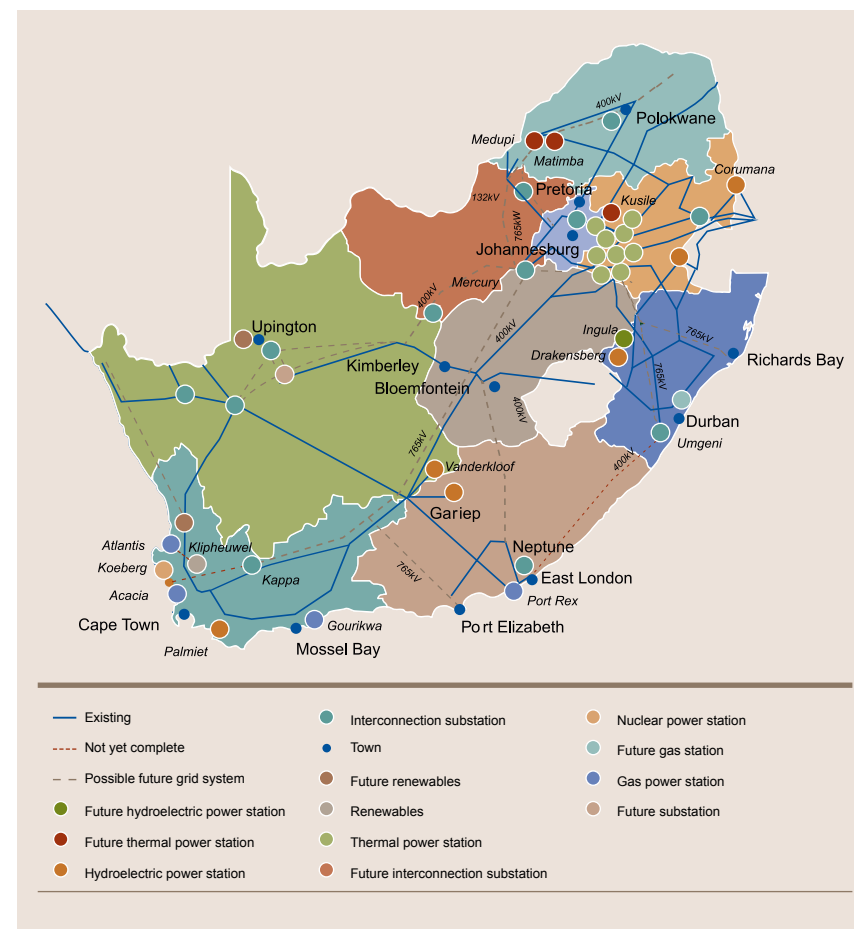 400kV
Polokwane
Medupi
Matimba
Corumana
132kV
Pretoria
Kusile
765kW
Johannesburg
Mercury
400kV
400kV
Ingula
765kV
Upington
Drakensberg
Richards Bay
Kimberley
Bloemfontein
765kV
400kV
Durban
Umgeni
765kV
400kV
Vanderkloof
Gariep
Atlantis
Klipheuwel
Neptune
Koeberg
Kappa
765kV
East London
Acacia
Port Rex
Cape Town
Gourikwa
Port Elizabeth
Palmiet
Mossel Bay
Existing
Not yet complete
Possible future grid system
Future hydroelectric power station
Future thermal power station
Hydroelectric power station
Interconnection substation
Town
Future renewables
Renewables
Thermal power station
Future interconnection substation
Nuclear power station
Future gas station
Gas power station
Future substation